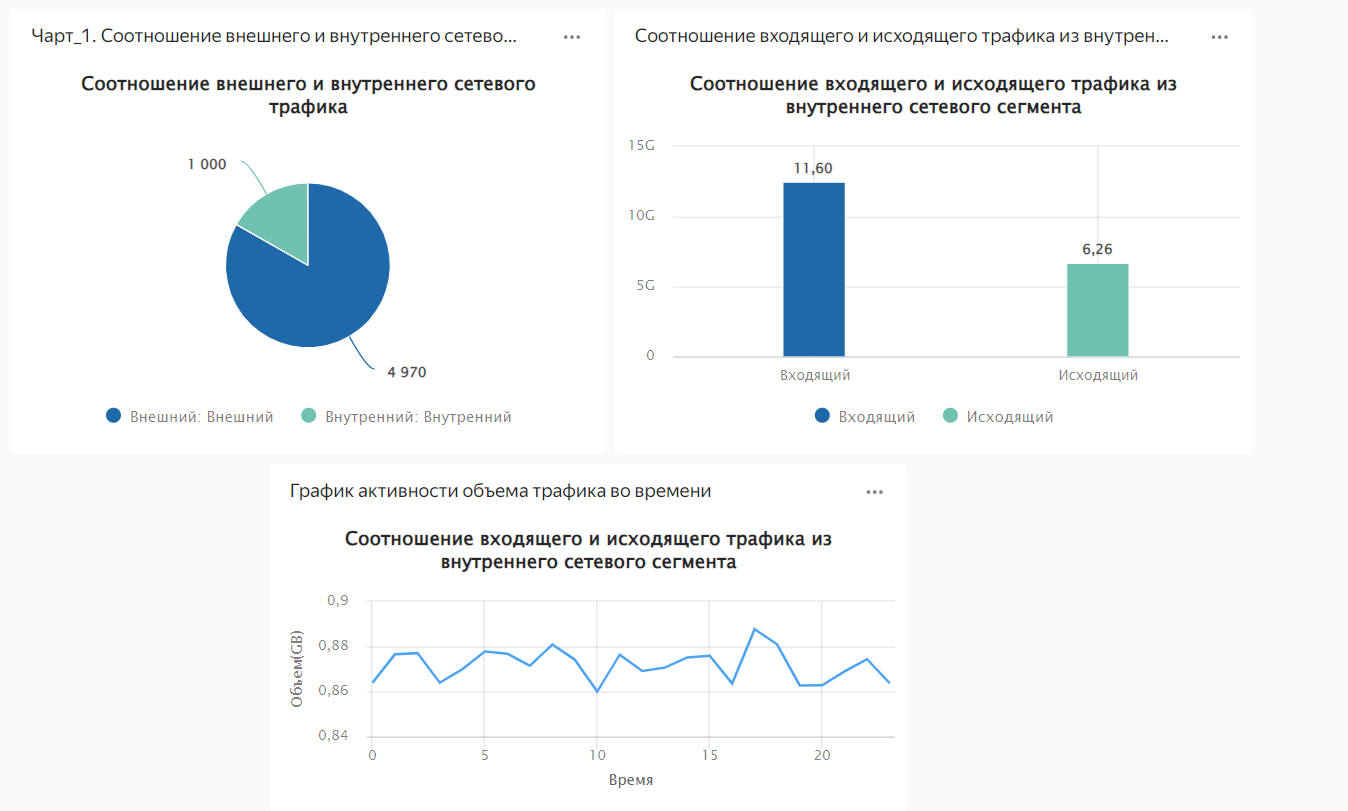 Чарт_1. Соотношение внешнего и внутреннего сетево...
Соотношение внешнего и внутреннего сетевого
трафика
1 000
4 970
Внешний: Внешний
Внутренний: Внутренний
Соотношение входящего и исходящего трафика из внутрен...
Соотношение входящего и исходящего трафика из
внутреннего сетевого сегмента
15G
10G
5G
0
11,60
6,26
Входящий
Исходящий
Входящий
Исходящий
График активности объема трафика во времени
Соотношение входящего и исходящего трафика из
внутреннего сетевого сегмента
Объем(GB)
0,9
0,88
0,86
0,84
0
5
10
15
20
Время